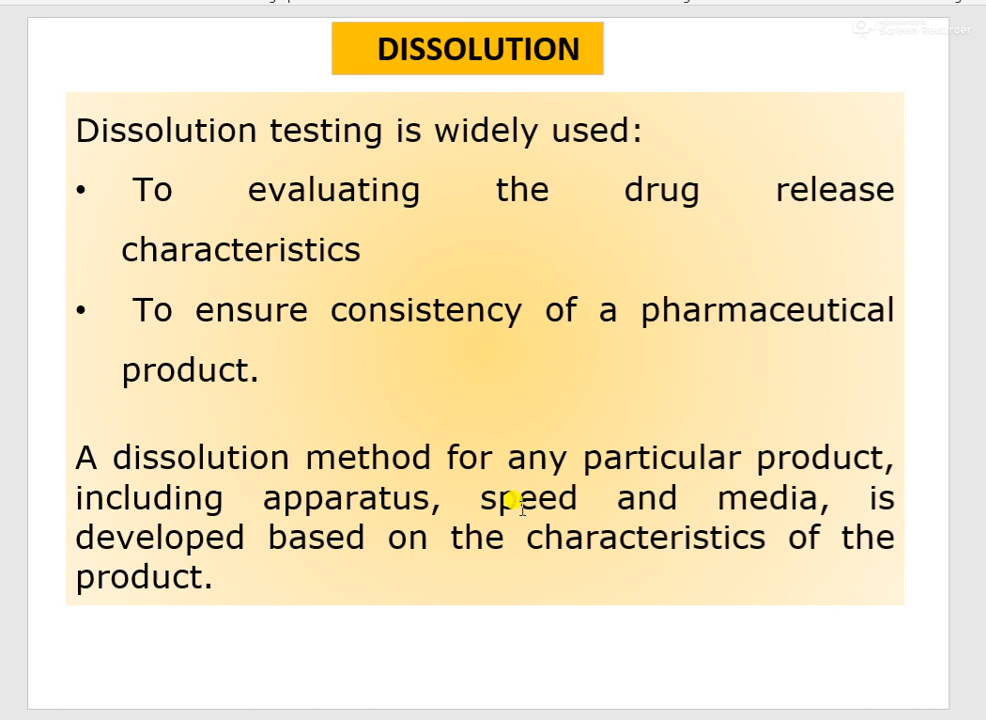 DISSOLUTION
Screen Recorder
Dissolution testing is widely used:
• To evaluating the drug release
characteristics
• To ensure consistency of a pharmaceutical
product.
A dissolution method for any particular product,
including apparatus, speed and media, is
developed based on the characteristics of the
product.